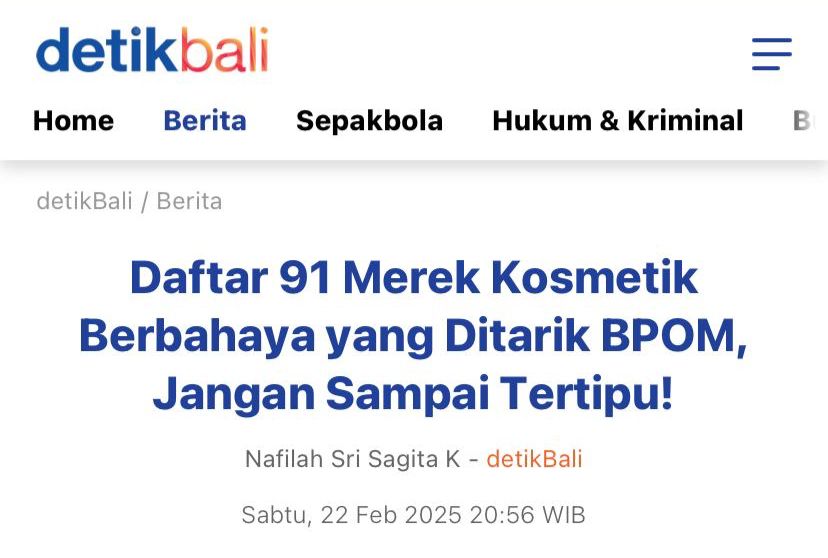 detikbali
Home Berita Sepakbola Hukum & Kriminal
detikBali / Berita
Daftar 91 Merek Kosmetik
Berbahaya yang Ditarik BPOM,
Jangan Sampai Tertipu!
Nafilah Sri Sagita K - detikBali
Sabtu, 22 Feb 2025 20:56 WIB